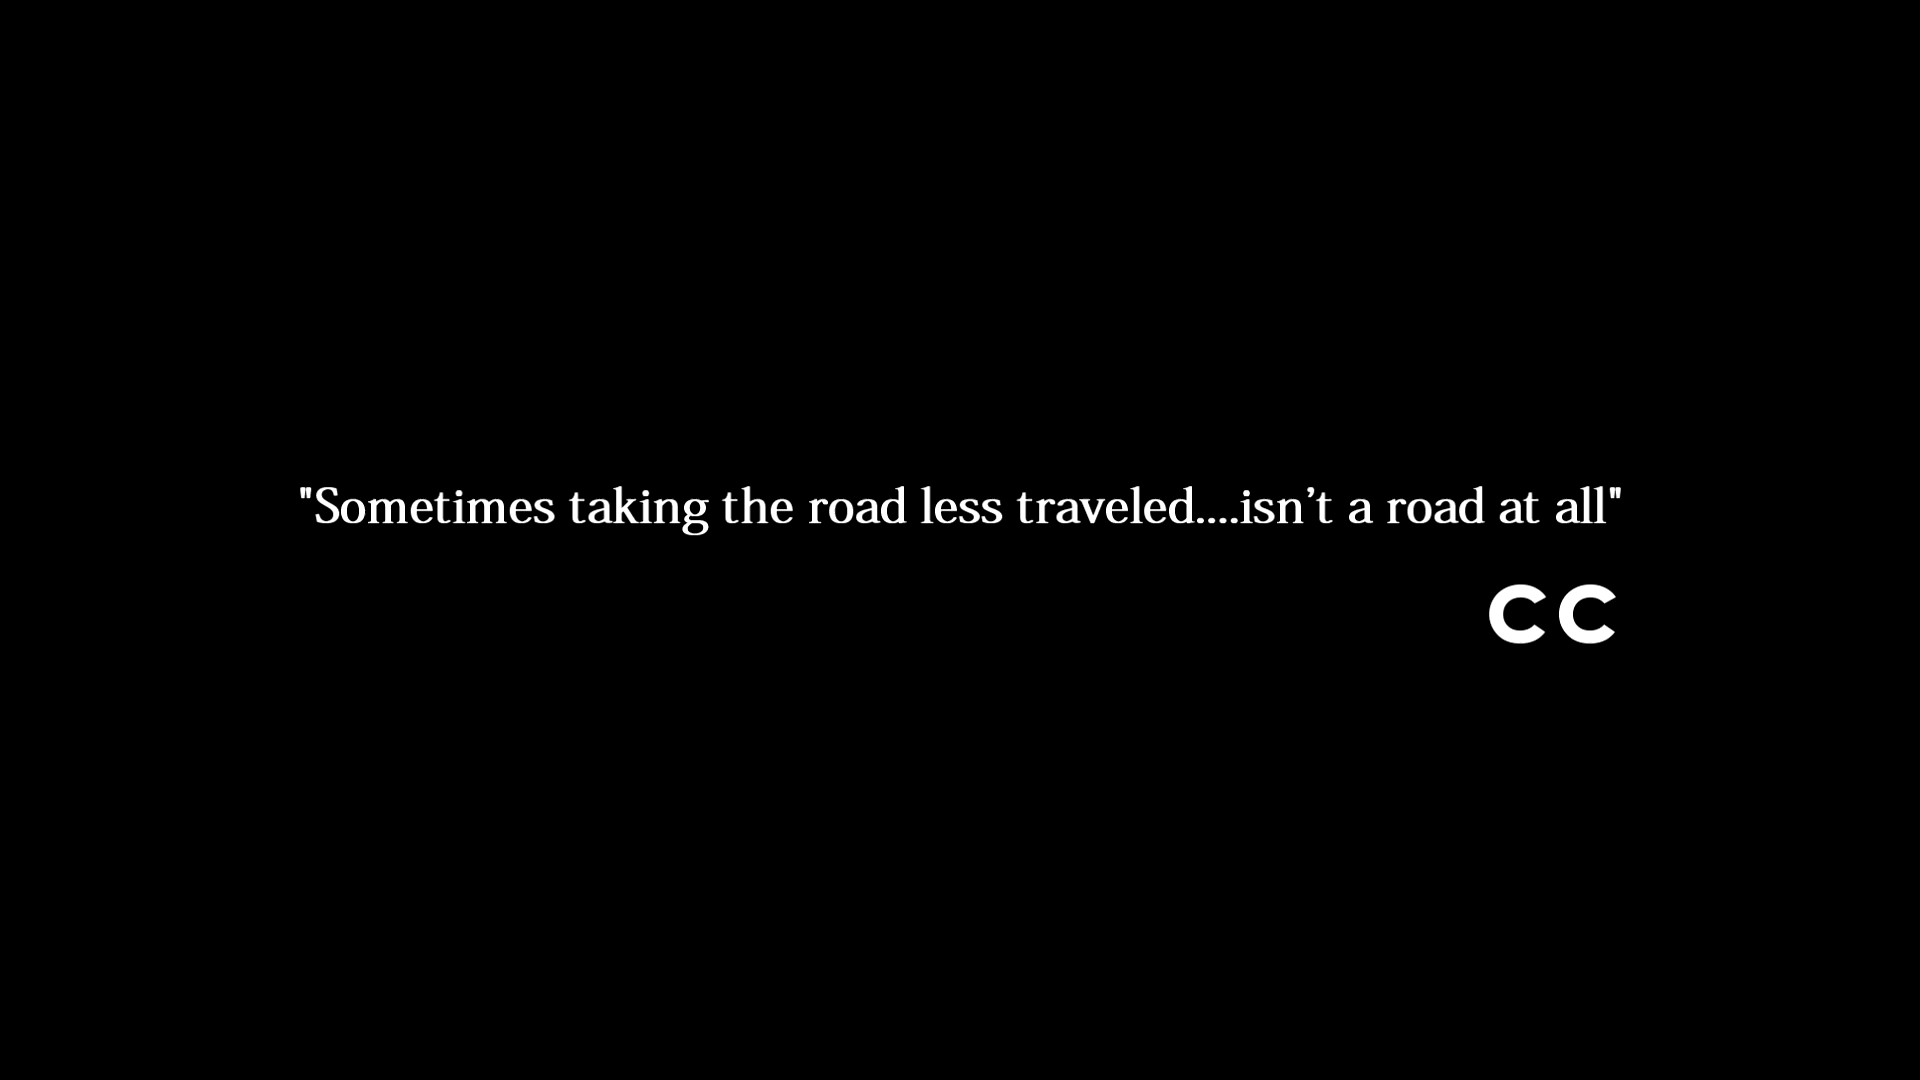 "Sometimes taking the road less traveled....isn’t a road at all"
CC